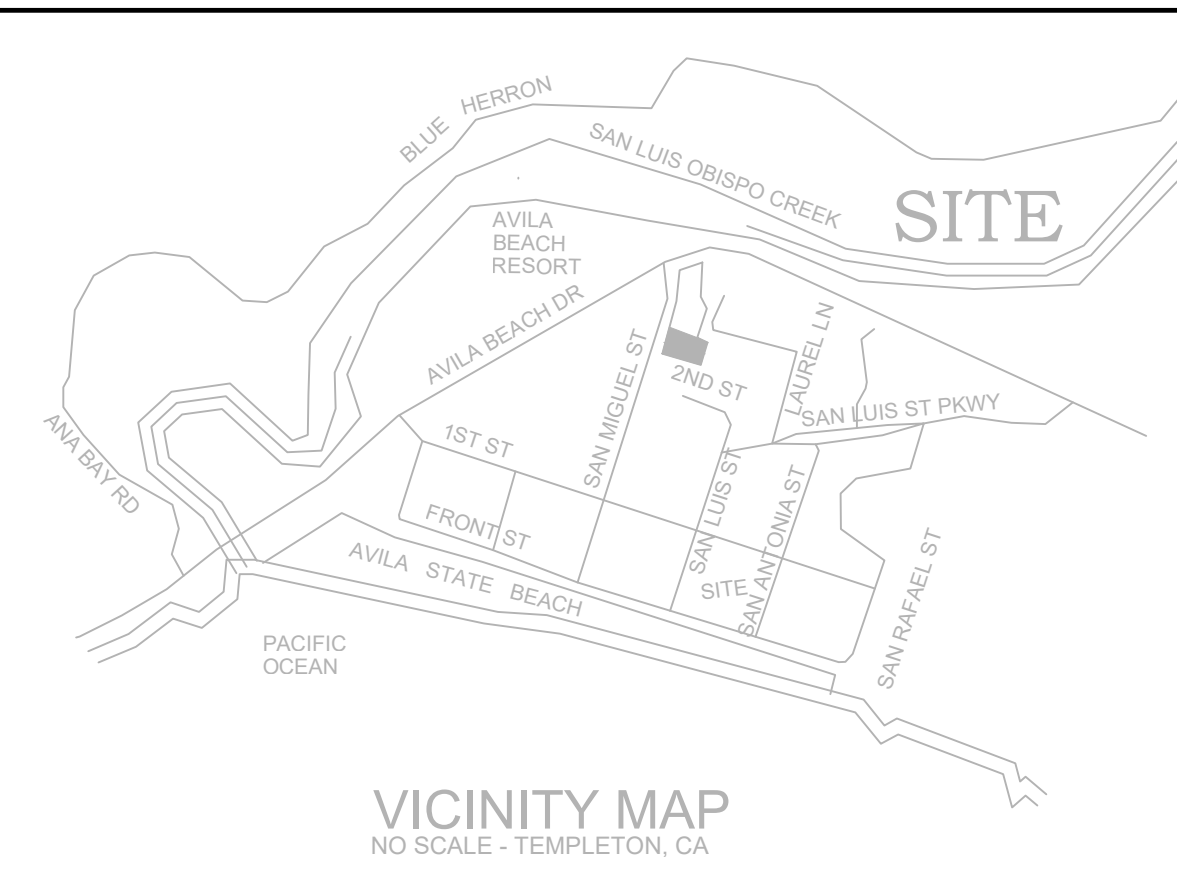 BLUE HERRON
SAN LUIS OBISPO CREEK
SITE
AVILA
BEACH
RESORT
AVILA BEACH DR
LAUREL LN
SAN MIGUEL ST
2ND ST
SAN LUIS ST PKWY
ANA BAY RD
1ST ST
FRONT ST
SAN LUIS ST
SAN ANTONIA ST
SAN RAFAEL ST
AVILA STATE BEACH
SITE
PACIFIC
OCEAN
VICINITY MAP
NO SCALE - TEMPLETON, CA